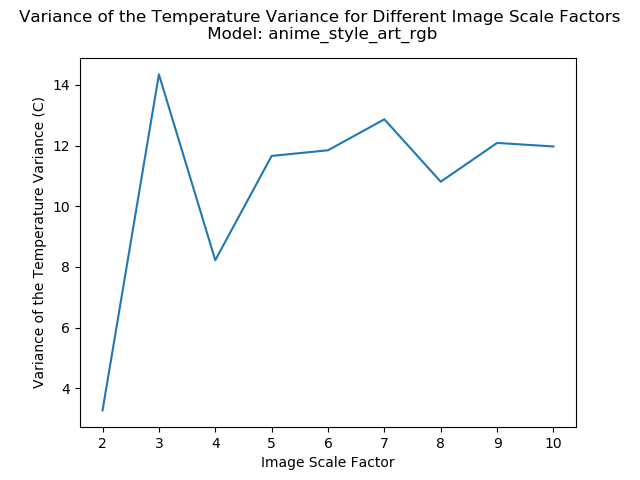 Variance of the Temperature Variance for Different Image Scale Factors
Model: anime_style_art_rgb
Variance of the Temperature Variance (C)
14
12
10
8
6
4
2 3 4 5 6 7 8 9 10
Image Scale Factor